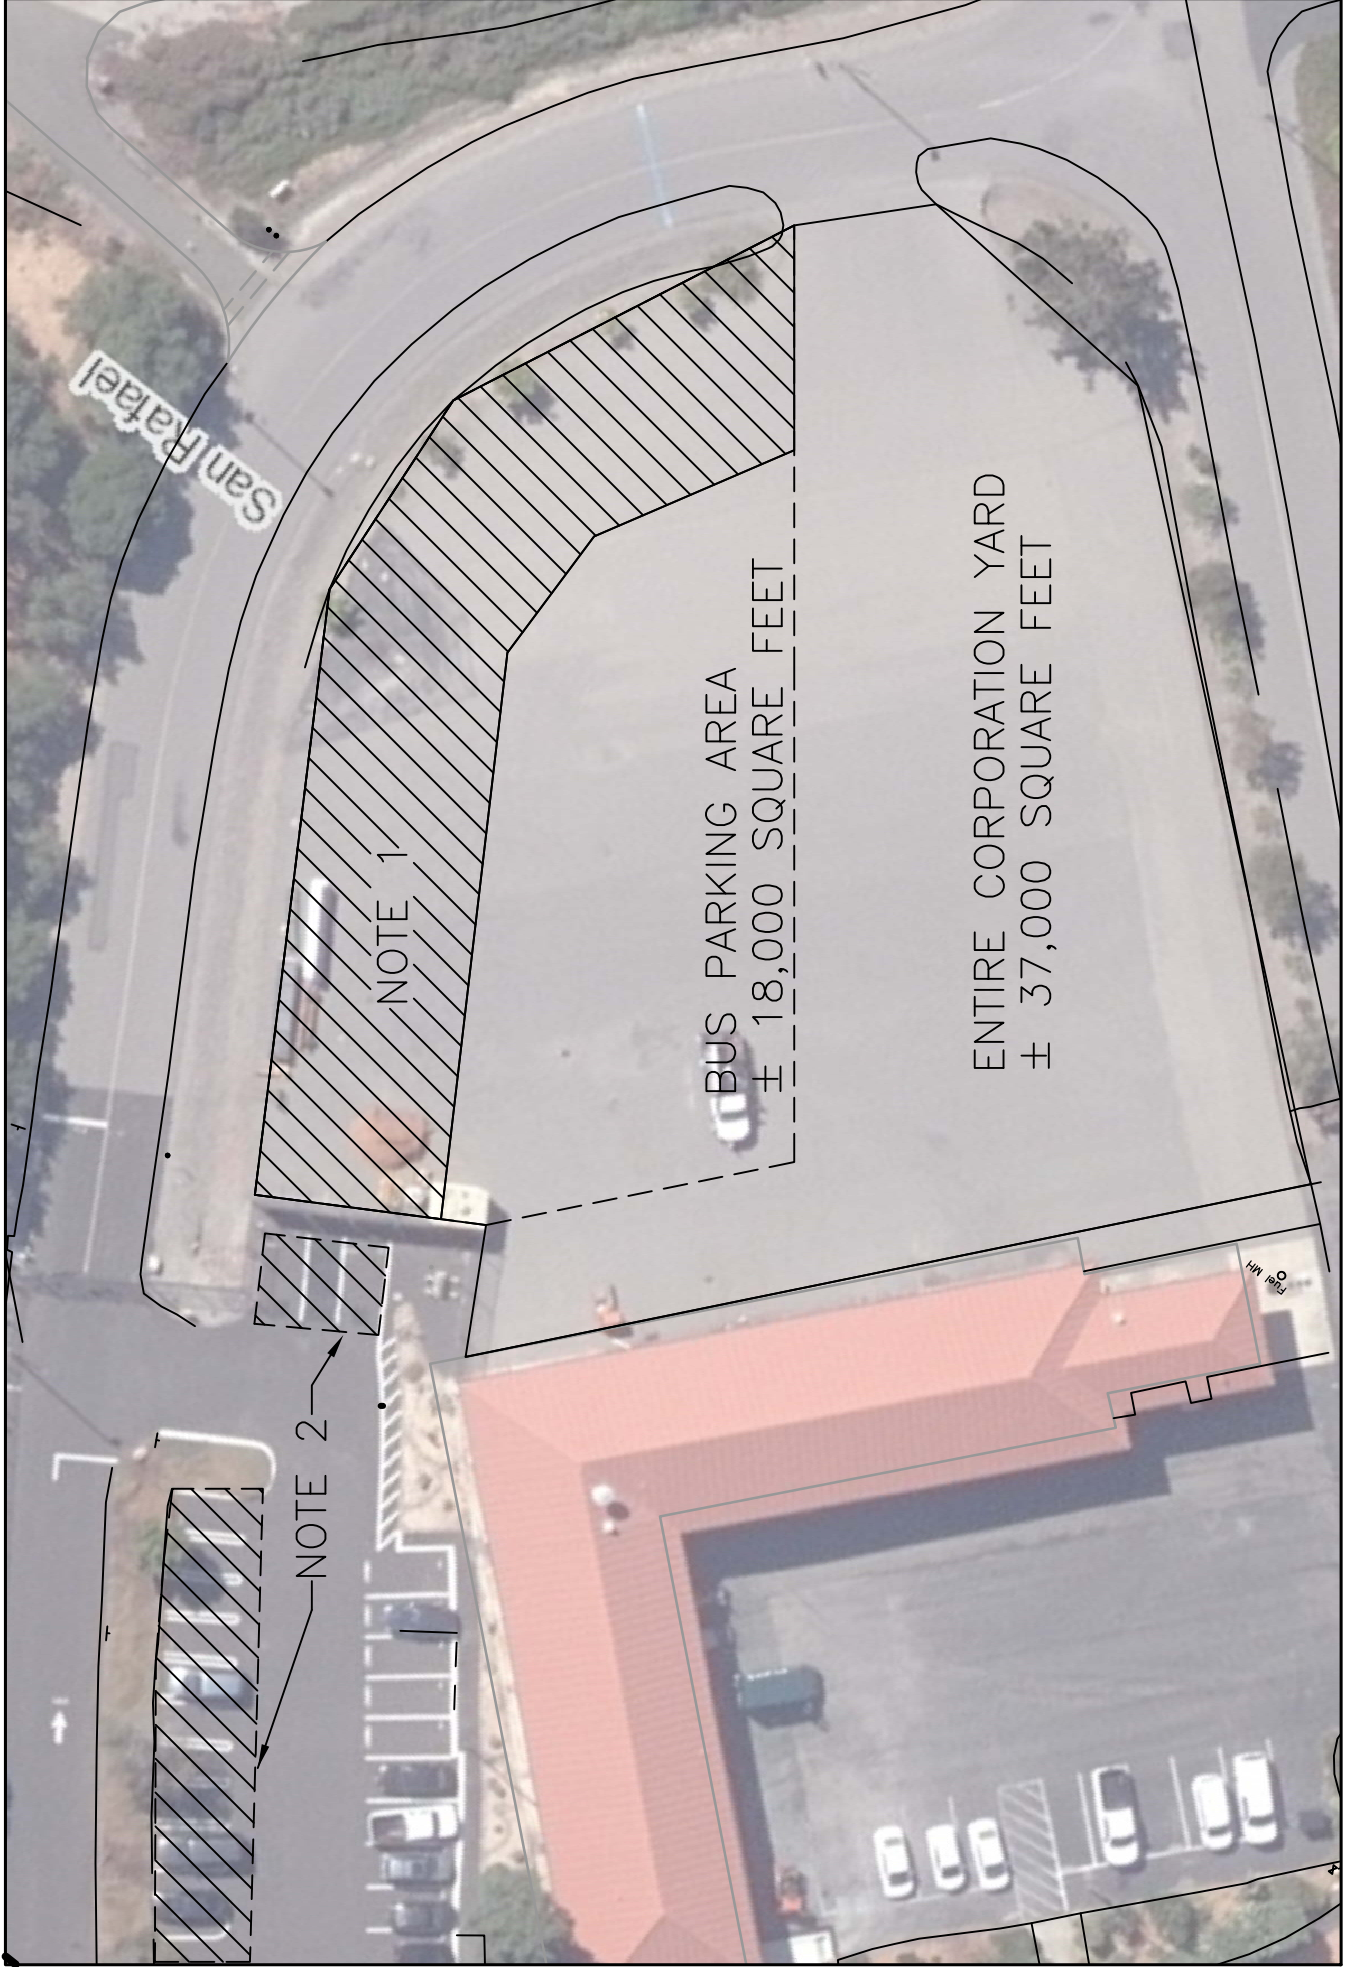 San Rafael
NOTE 1
BUS PARKING AREA
± 18,000 SQUARE FEET
ENTIRE CORPORATION YARD
± 37,000 SQUARE FEET
NOTE 2
Fuel MH